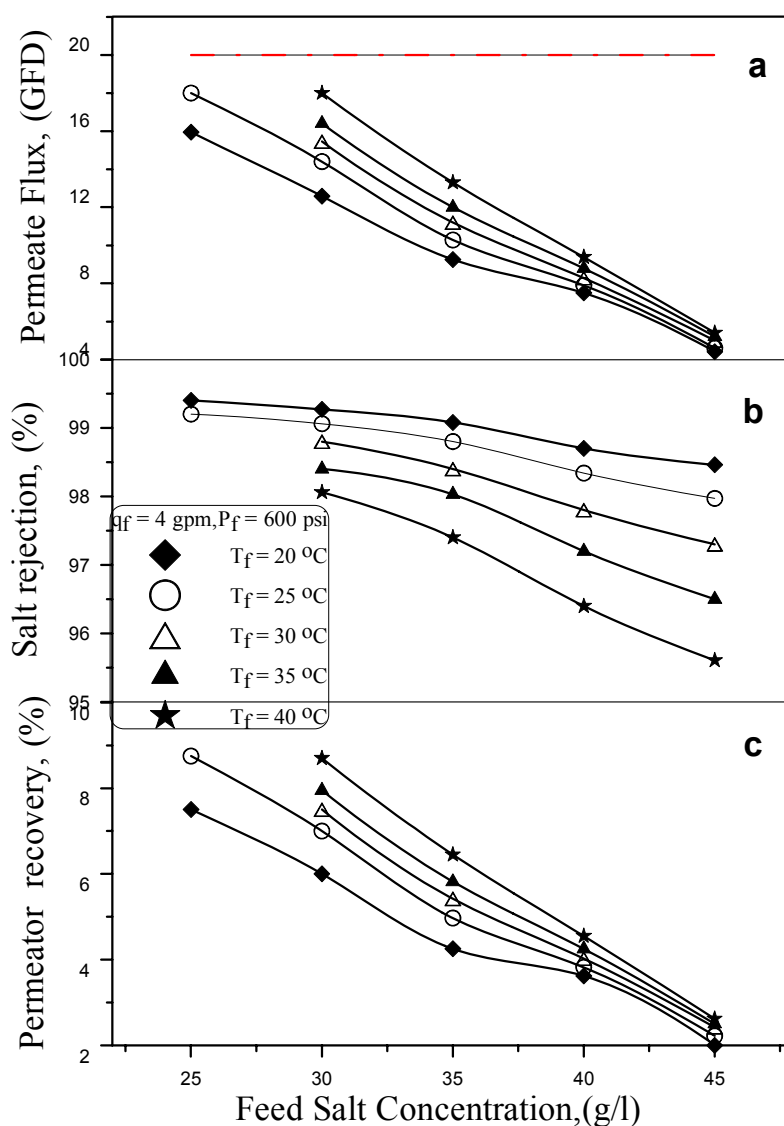 a
Permeate Flux, (GFD)
20
16
12
8
4
b
Salt rejection, (%)
100
99
98
97
96
95
qf = 4 gpm,Pf = 600 psi
Tf = 20 ºC
Tf = 25 ºC
Tf = 30 ºC
Tf = 35 ºC
Tf = 40 ºC
c
Permeator recovery, (%)
10
8
6
4
2
25 30 35 40 45
Feed Salt Concentration,(g/l)